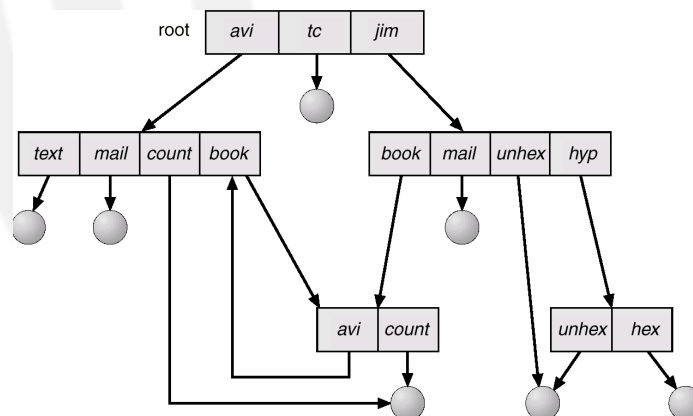 root avi tc jim
text mail count book book mail unhex hyp
avi count unhex hex